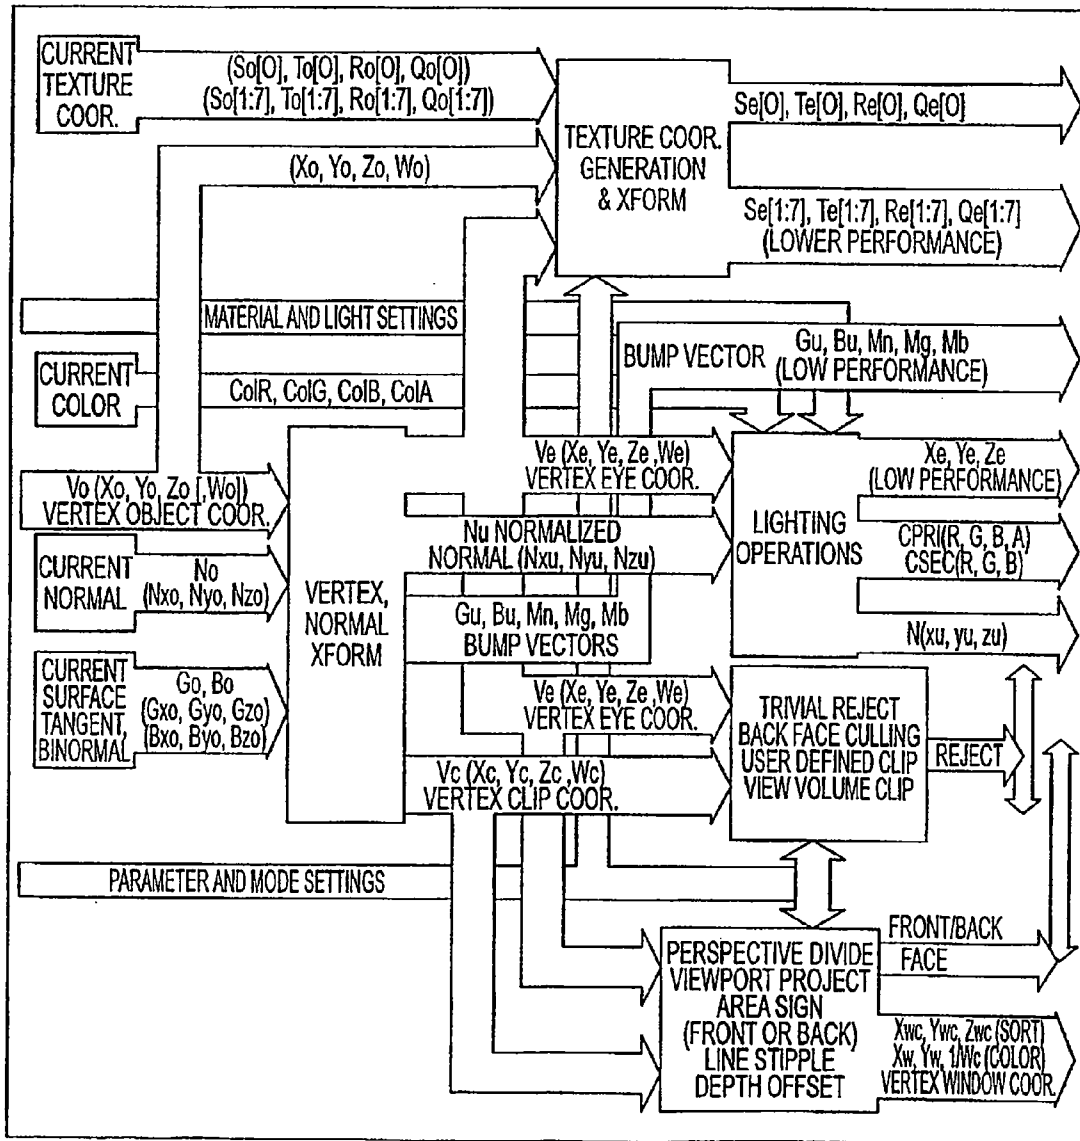 CURRENT
TEXTURE
COOR.
(So[O], To[O], Ro[O], Qo[O])
(So[1:7], To[1:7], Ro[1:7], Qo[1:7])
(Xo, Yo, Zo, Wo)
TEXTURE COOR.
GENERATION
& XFORM
Se[O], Te[O], Re[O], Qe[O]
Se[1:7], Te[1:7], Re[1:7], Qe[1:7]
(LOWER PERFORMANCE)
MATERIAL AND LIGHT SETTINGS
BUMP VECTOR
Gu, Bu, Mn, Mg, Mb
(LOW PERFORMANCE)
CURRENT
COLOR
ColR, ColG, ColB, ColA
Vo (Xo, Yo, Zo [,Wo])
VERTEX OBJECT COOR.
CURRENT
NORMAL
No
(Nxo, Nyo, Nzo)
CURRENT
SURFACE
TANGENT,
BINORMAL
Go, Bo
(Gxo, Gyo, Gzo)
(Bxo, Byo, Bzo)
VERTEX,
NORMAL
XFORM
Ve (Xe, Ye, Ze ,We)
VERTEX EYE COOR.
Nu NORMALIZED
NORMAL (Nxu, Nyu, Nzu)
Gu, Bu, Mn, Mg, Mb
BUMP VECTORS
LIGHTING
OPERATIONS
Xe, Ye, Ze
(LOW PERFORMANCE)
CPRI(R, G, B, A)
CSEC(R, G, B)
N(xu, yu, zu)
Ve (Xe, Ye, Ze ,We)
VERTEX EYE COOR.
Vc (Xc, Yc, Zc ,Wc)
VERTEX CLIP COOR.
TRIVIAL REJECT
BACK FACE CULLING
USER DEFINED CLIP
VIEW VOLUME CLIP
REJECT
PARAMETER AND MODE SETTINGS
PERSPECTIVE DIVIDE
VIEWPORT PROJECT
AREA SIGN
(FRONT OR BACK)
LINE STIPPLE
DEPTH OFFSET
FRONT/BACK
FACE
Xwc, Ywc, Zwc (SORT)
Xw, Yw, 1/Wc (COLOR)
VERTEX WINDOW COOR.